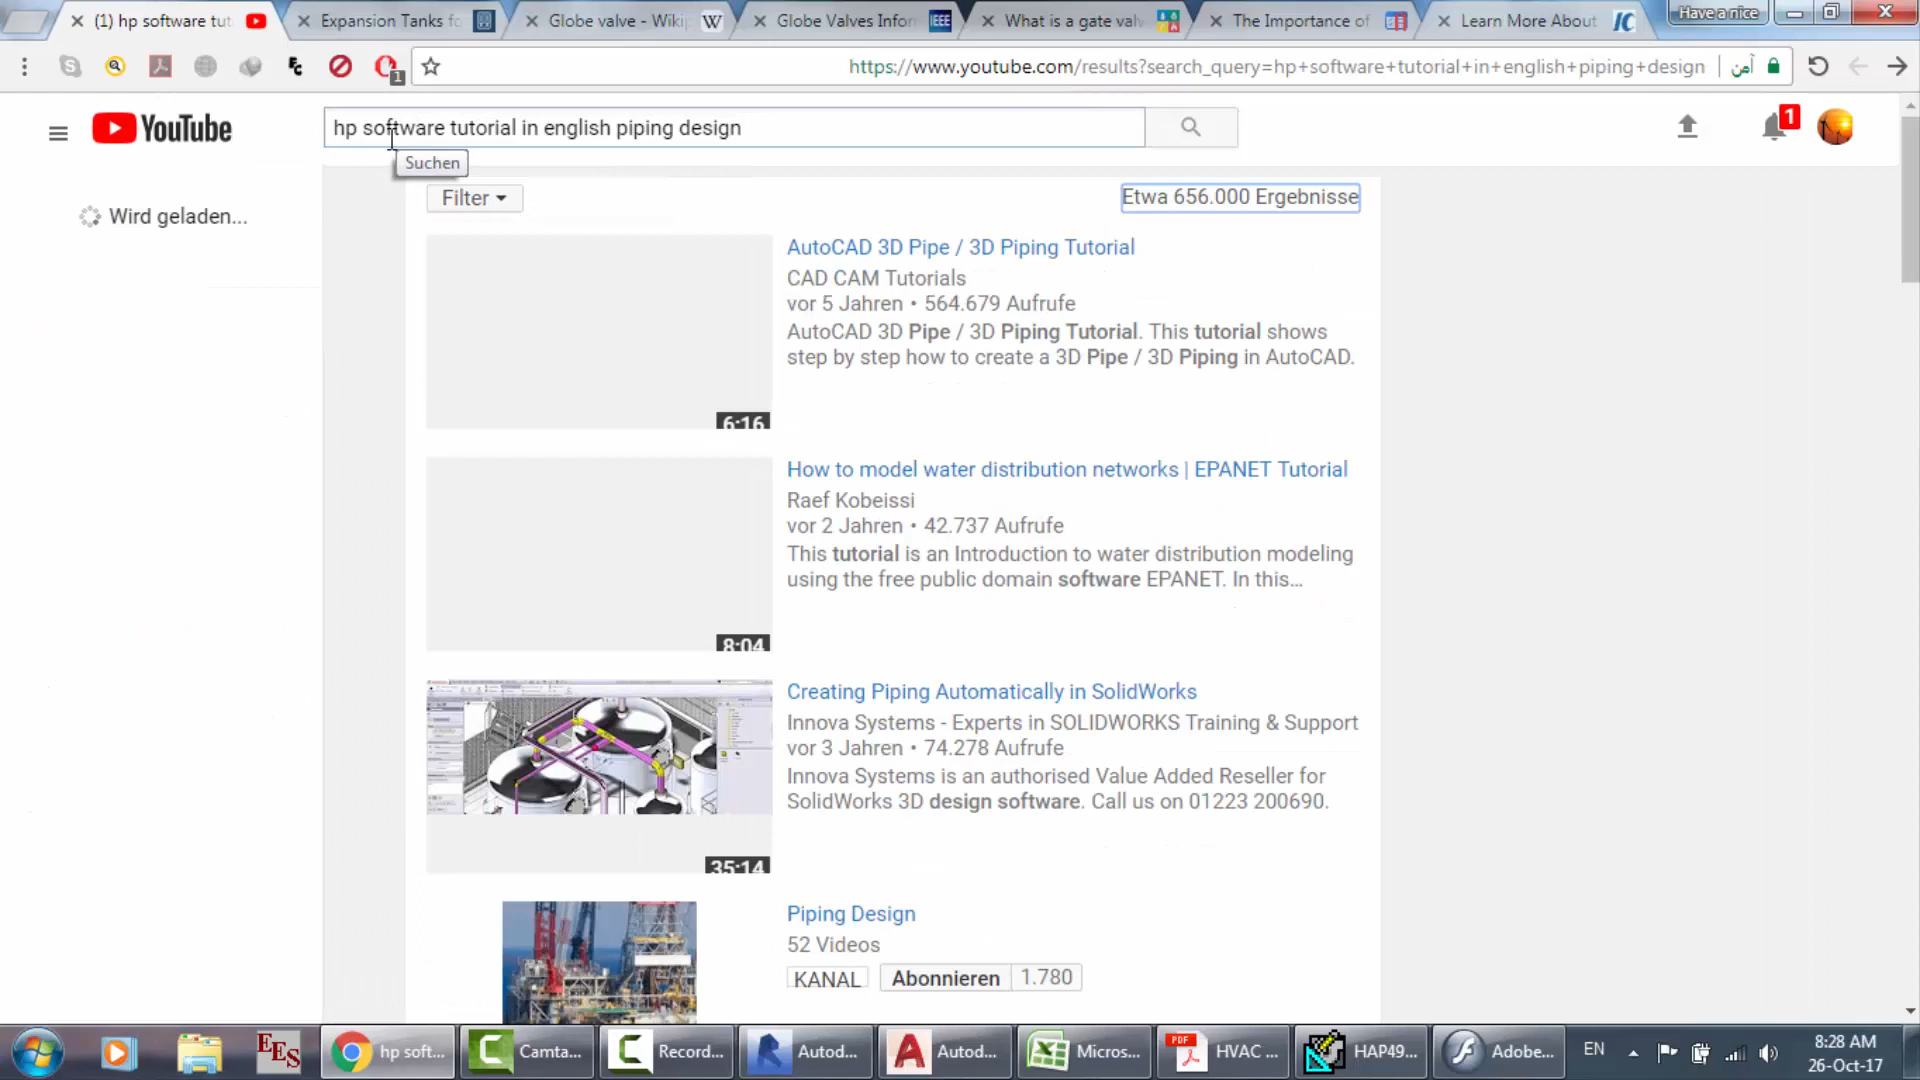 (1) hp software tut
Expansion Tanks fo
Globe valve - Wikip
W
Globe Valves Infor
IEEE
What is a gate valv
The Importance of
Learn More About
IC
Have a nice
1
https://www.youtube.com/results?search_query=hp+software+tutorial+in+english+piping+design
آمن
YouTube
hp software tutorial in english piping design
1
Suchen
Filter
Etwa 656.000 Ergebnisse
Wird geladen...
AutoCAD 3D Pipe / 3D Piping Tutorial
CAD CAM Tutorials
vor 5 Jahren • 564.679 Aufrufe
AutoCAD 3D Pipe / 3D Piping Tutorial. This tutorial shows
step by step how to create a 3D Pipe / 3D Piping in AutoCAD.
6:16
How to model water distribution networks | EPANET Tutorial
Raef Kobeissi
vor 2 Jahren • 42.737 Aufrufe
This tutorial is an Introduction to water distribution modeling
using the free public domain software EPANET. In this...
8:04
Creating Piping Automatically in SolidWorks
Innova Systems - Experts in SOLIDWORKS Training & Support
vor 3 Jahren • 74.278 Aufrufe
Innova Systems is an authorised Value Added Reseller for
SolidWorks 3D design software. Call us on 01223 200690.
35:14
Piping Design
52 Videos
KANAL
Abonnieren
1.780
EES
hp soft...
Camta...
Record...
Autod...
Autod...
Micros...
PDF
HVAC ...
HAP49...
Adobe...
EN
8:28 AM
26-Oct-17